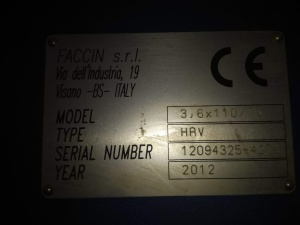 FACCIN s.r.l.
Via dell'Industria, 19
Visano -BS- ITALY
CE
MODEL
TYPE HRV
SERIAL NUMBER
YEAR 2012